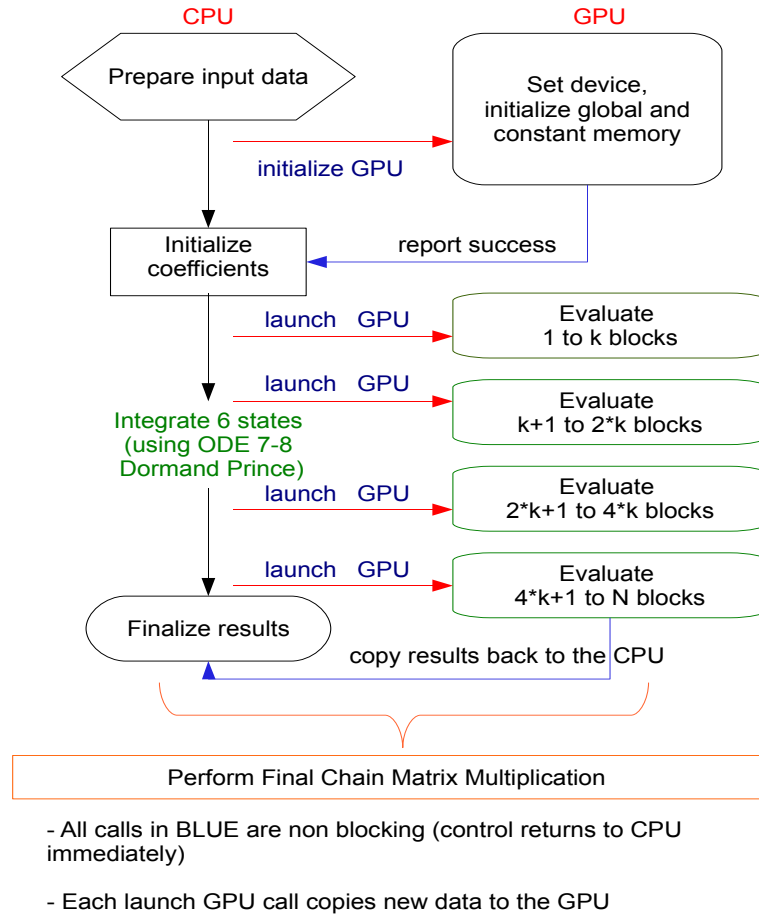 CPU
GPU
Prepare input data
Set device,
initialize global and
constant memory
initialize GPU
Initialize
coefficients
report success
launch GPU
Evaluate
1 to k blocks
launch GPU
Evaluate
k+1 to 2*k blocks
Integrate 6 states
(using ODE 7-8
Dormand Prince)
launch GPU
Evaluate
2*k+1 to 4*k blocks
launch GPU
Evaluate
4*k+1 to N blocks
Finalize results
copy results back to the CPU
Perform Final Chain Matrix Multiplication
- All calls in BLUE are non blocking (control returns to CPU
immediately)
- Each launch GPU call copies new data to the GPU